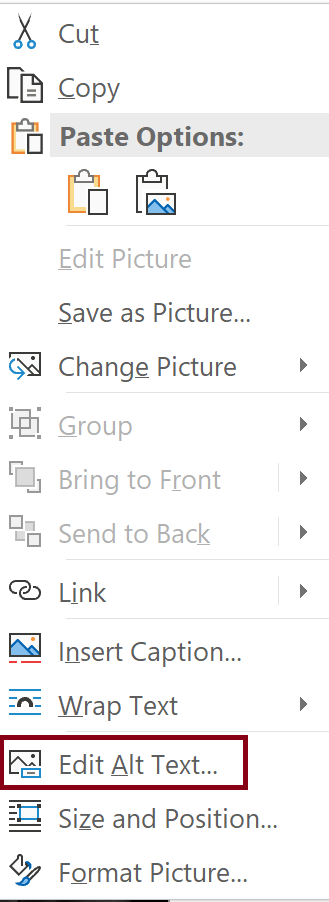 Cut
Copy
Paste Options:
Edit Picture
Save as Picture...
Change Picture
Group
Bring to Front
Send to Back
Link
Insert Caption...
Wrap Text
Edit Alt Text...
Size and Position...
Format Picture...